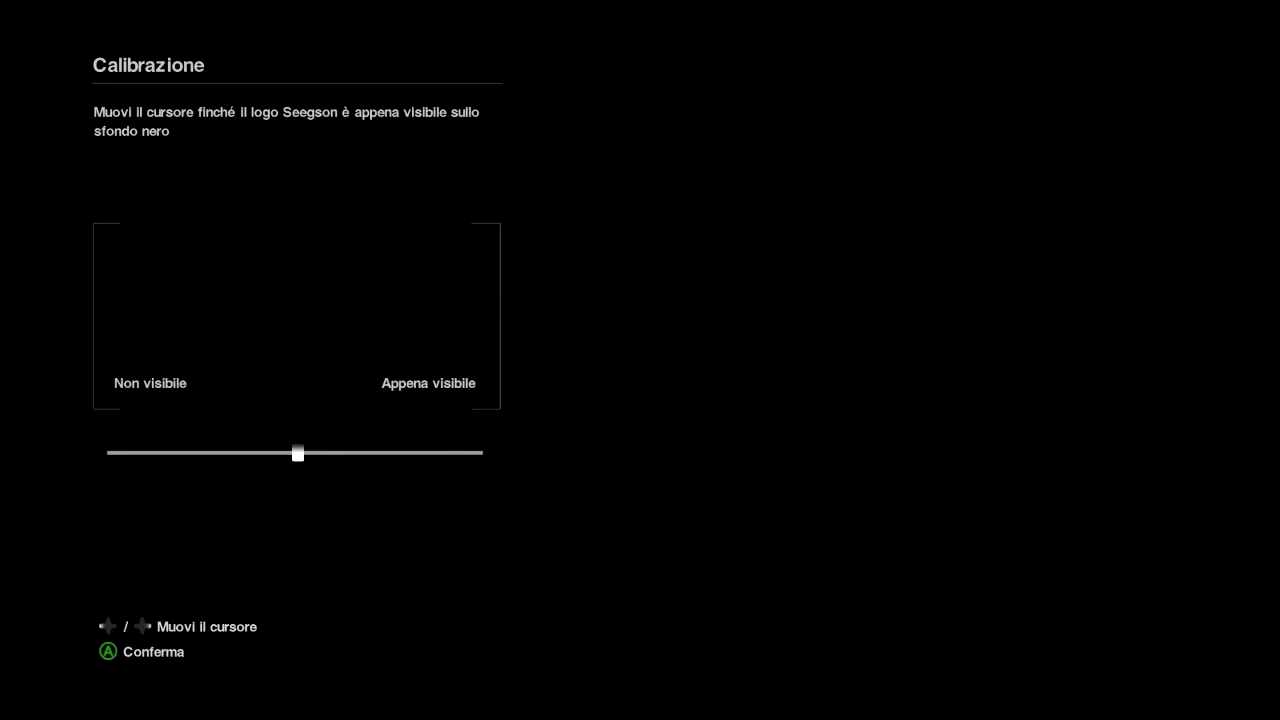 Calibrazione
Muovi il cursore finché il logo Seegson è appena visibile sullo
sfondo nero
Non visibile
Appena visibile
/ Muovi il cursore
A Conferma